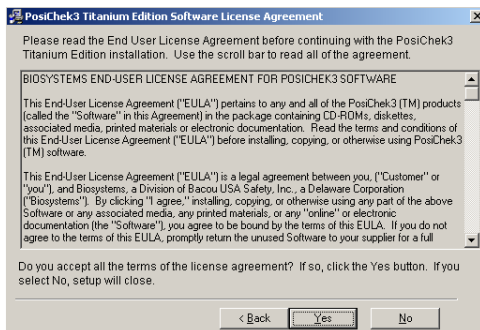 PosiChek3 Titanium Edition Software License Agreement
Please read the End User License Agreement before continuing with the PosiChek3
Titanium Edition installation. Use the scroll bar to read all of the agreement.
BIOSYSTEMS END-USER LICENSE AGREEMENT FOR POSICHEK3 SOFTWARE
This End-User License Agreement ("EULA") pertains to any and all of the PosiChek3 (TM) products
(called the "Software" in this Agreement) in the package containing CD-ROMs, diskettes,
associated media, printed materials or electronic documentation. Read the terms and conditions of
this End-User License Agreement ("EULA") before installing, copying, or otherwise using PosiChek3
(TM) software.
This End-User License Agreement ("EULA") is a legal agreement between you, ("Customer" or
"you"), and Biosystems, a Division of Bacou USA Safety, Inc., a Delaware Corporation
("Biosystems"). By clicking "I agree," installing, copying, or otherwise using any part of the above
Software or any associated media, any printed materials, or any "online" or electronic
documentation (the "Software"), you agree to be bound by the terms of this EULA. If you do not
agree to the terms of this EULA, promptly return the unused Software to your supplier for a full
Do you accept all the terms of the license agreement? If so, click the Yes button. If you
select No, setup will close.
< Back Yes No